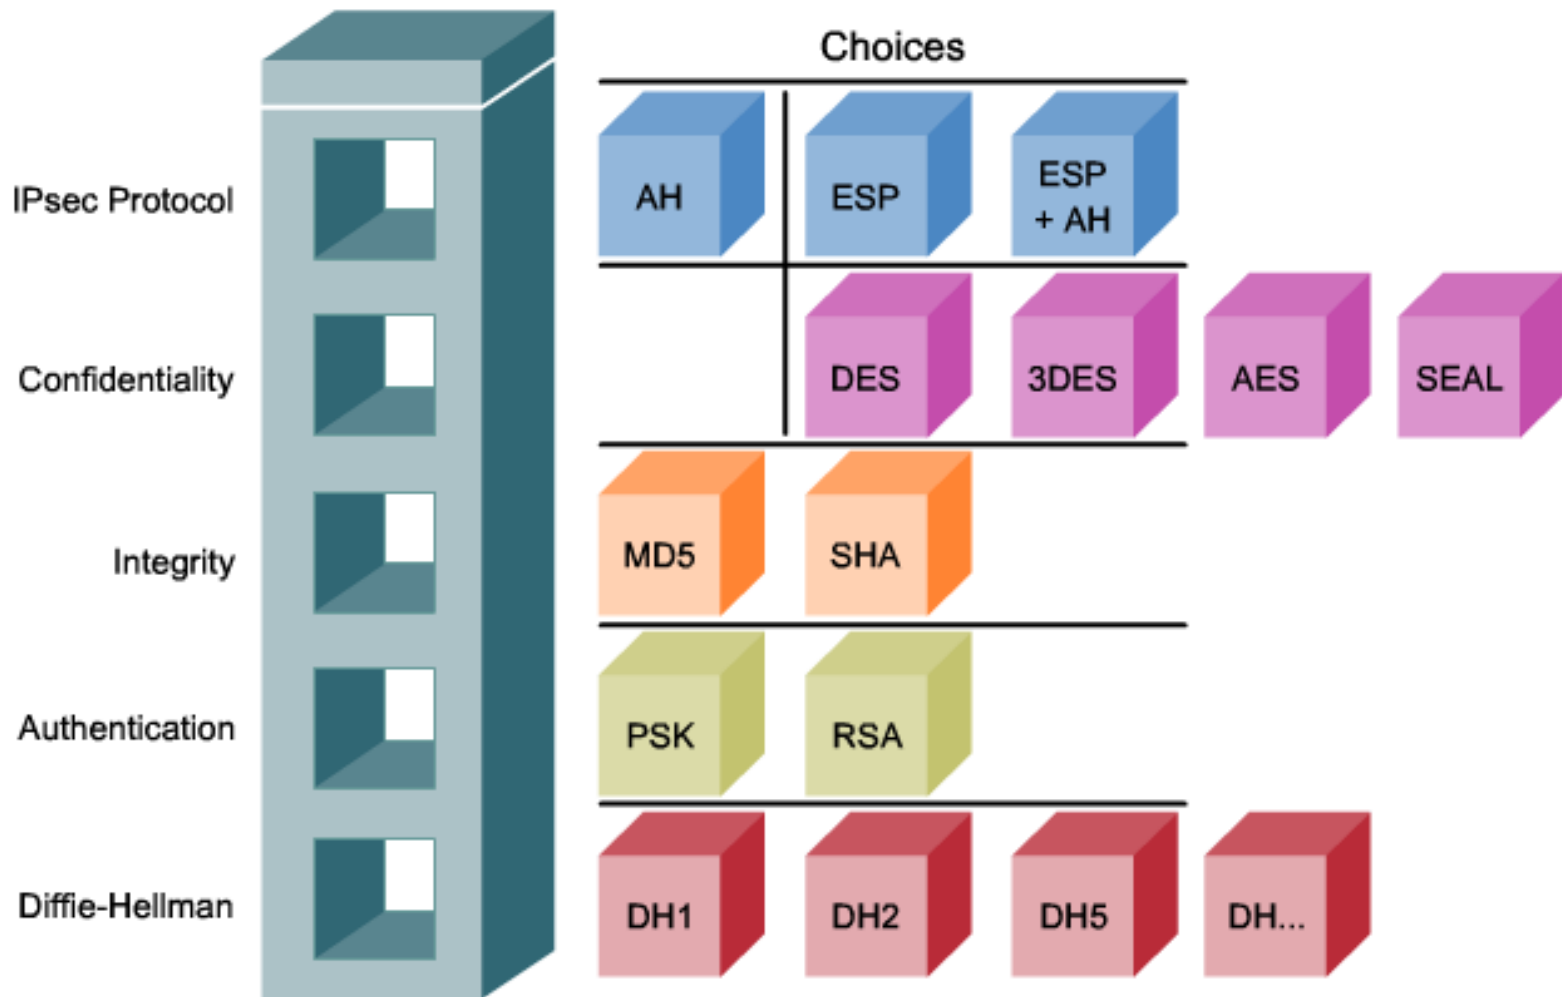 Choices
IPsec Protocol
AH
ESP
ESP
+ AH
Confidentiality
DES
3DES
AES
SEAL
Integrity
MD5
SHA
Authentication
PSK
RSA
Diffie-Hellman
DH1
DH2
DH5
DH...